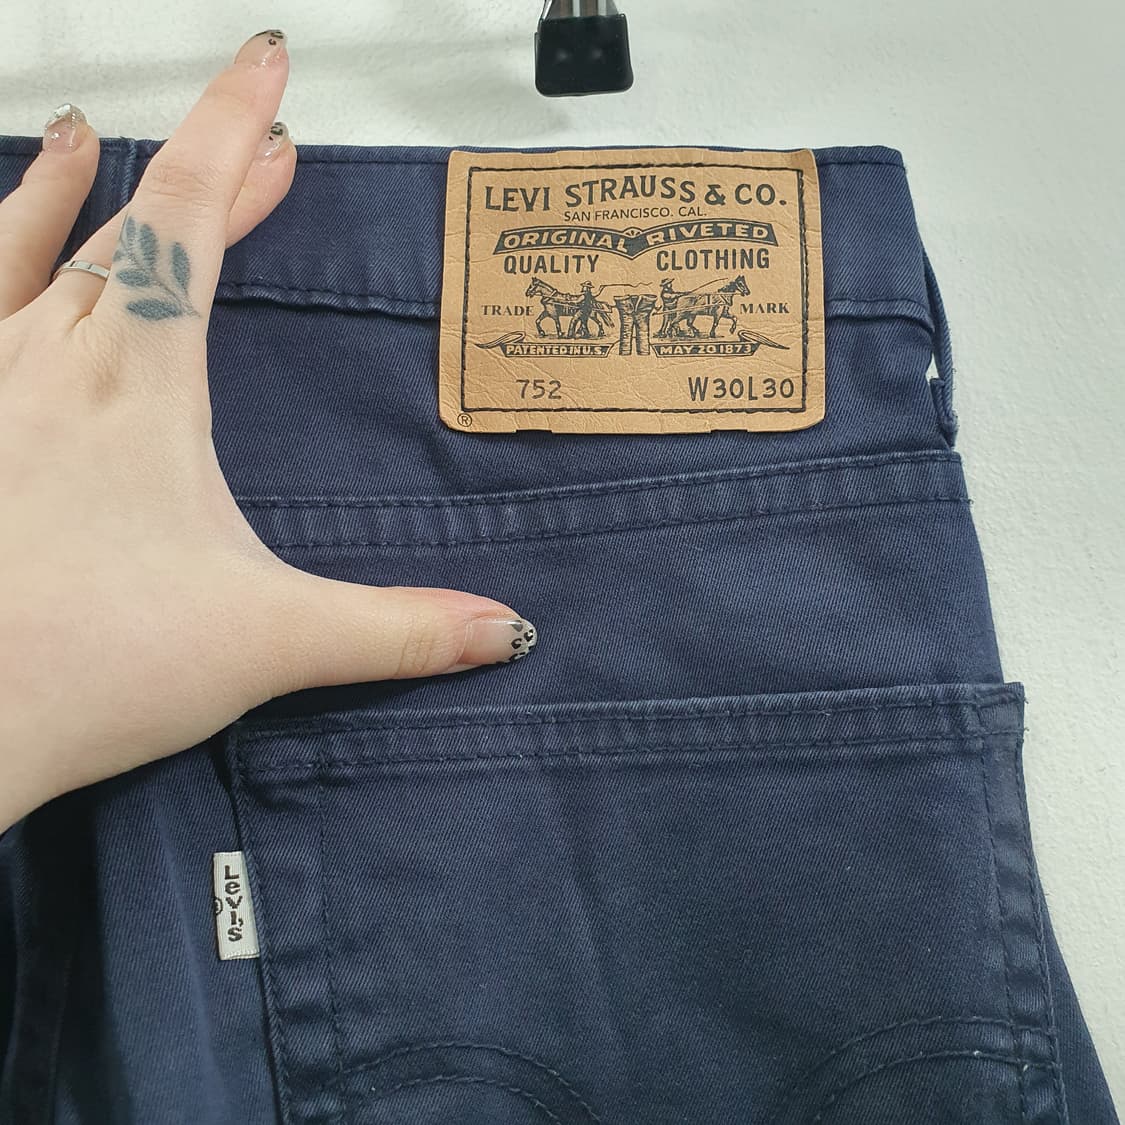 LEVI STRAUSS & CO.
SAN FRANCISCO. CAL.
ORIGINAL RIVETED
QUALITY CLOTHING
TRADE MARK
PATENTED IN U.S. MAY 20 1873
752 W30L30
®
Levi's
®